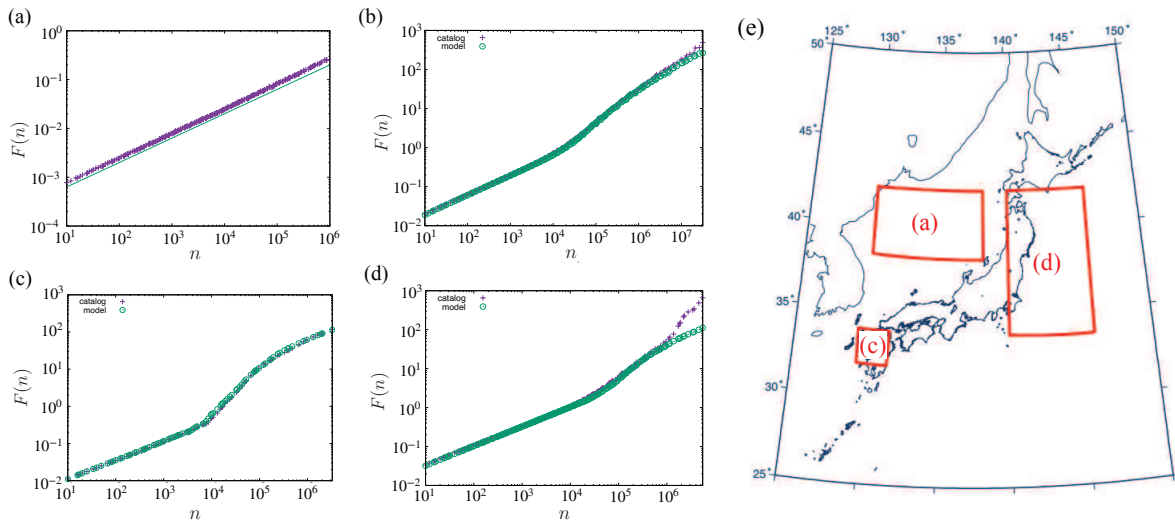 (a)
10^0
10^-1
10^-2
10^-3
10^-4
F(n)
10^1 10^2 10^3 10^4 10^5 10^6
n
(b)
catalog
model
10^3
10^2
10^1
10^0
10^-1
10^-2
F(n)
10^1 10^2 10^3 10^4 10^5 10^6 10^7
n
(c)
catalog
model
10^3
10^2
10^1
10^0
10^-1
10^-2
F(n)
10^1 10^2 10^3 10^4 10^5 10^6
n
(d)
catalog
model
10^3
10^2
10^1
10^0
10^-1
10^-2
F(n)
10^1 10^2 10^3 10^4 10^5 10^6
n
(e)
125° 130° 135° 140° 145° 150°
50°
45° 45°
40° 40°
35° 35°
30° 30°
25° 25°
(a)
(d)
(c)